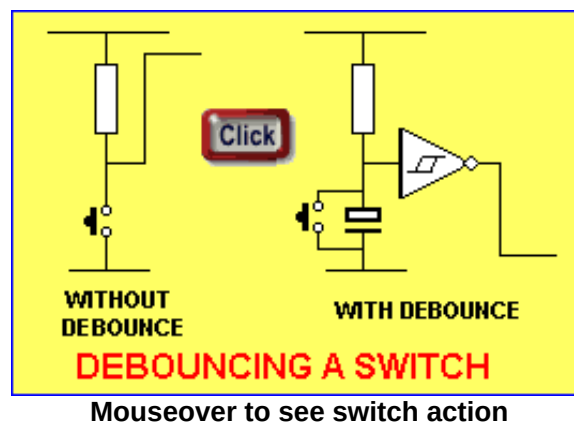 Click
WITHOUT
DEBOUNCE
WITH DEBOUNCE
DEBOUNCING A SWITCH
Mouseover to see switch action